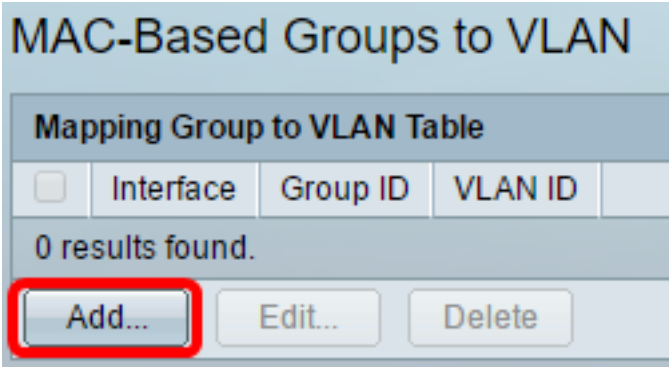 MAC-Based Groups to VLAN
Mapping Group to VLAN Table
Interface Group ID VLAN ID
0 results found.
Add... Edit... Delete